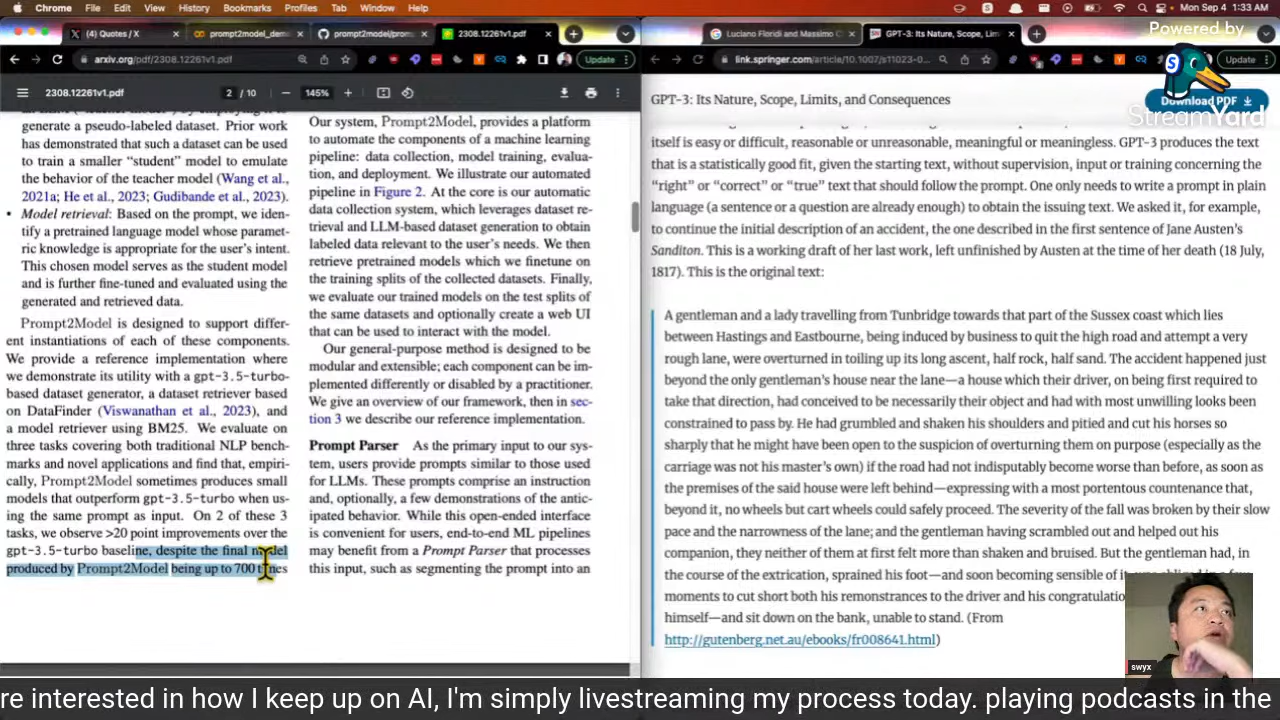 Chrome File Edit View History Bookmarks Profiles Tab Window Help
Mon Sep 4 1:33 AM
Powered by
StreamYard
(4) Quotes / X
prompt2model_dem
prompt2model/prom
2308.12261v1.pdf
arxiv.org/pdf/2308.12261v1.pdf
Update
2308.12261v1.pdf
2 / 10
145%
generate a pseudo-labeled dataset. Prior work
has demonstrated that such a dataset can be used
to train a smaller “student” model to emulate
the behavior of the teacher model (Wang et al.,
2021a; He et al., 2023; Gudibande et al., 2023).
• Model retrieval: Based on the prompt, we iden-
tify a pretrained language model whose paramet-
ric knowledge is appropriate for the user's intent.
This chosen model serves as the student model
and is further fine-tuned and evaluated using the
generated and retrieved data.
Prompt2Model is designed to support differ-
ent instantiations of each of these components.
We provide a reference implementation where
we demonstrate its utility with a gpt-3.5-turbo-
based dataset generator, a dataset retriever based
on DataFinder (Viswanathan et al., 2023), and
a model retriever using BM25. We evaluate on
three tasks covering both traditional NLP bench-
marks and novel applications and find that, empiri-
cally, Prompt2Model sometimes produces small
models that outperform gpt-3.5-turbo when us-
ing the same prompt as input. On 2 of these 3
tasks, we observe >20 point improvements over the
gpt-3.5-turbo baseline, despite the final model
produced by Prompt2Model being up to 700 times
Our system, Prompt2Model, provides a platform
to automate the components of a machine learning
pipeline: data collection, model training, evalua-
tion, and deployment. We illustrate our automated
pipeline in Figure 2. At the core is our automatic
data collection system, which leverages dataset re-
trieval and LLM-based dataset generation to obtain
labeled data relevant to the user's needs. We then
retrieve pretrained models which we finetune on
the training splits of the collected datasets. Finally,
we evaluate our trained models on the test splits of
the same datasets and optionally create a web UI
that can be used to interact with the model.
Our general-purpose method is designed to be
modular and extensible; each component can be im-
plemented differently or disabled by a practitioner.
We give an overview of our framework, then in sec-
tion 3 we describe our reference implementation.
Prompt Parser As the primary input to our sys-
tem, users provide prompts similar to those used
for LLMs. These prompts comprise an instruction
and, optionally, a few demonstrations of the antic-
ipated behavior. While this open-ended interface
is convenient for users, end-to-end ML pipelines
may benefit from a Prompt Parser that processes
this input, such as segmenting the prompt into an
Luciano Floridi and Massimo C
GPT-3: Its Nature, Scope, Lim
link.springer.com/article/10.1007/s11023-0...
Update
GPT-3: Its Nature, Scope, Limits, and Consequences
Download PDF
itself is easy or difficult, reasonable or unreasonable, meaningful or meaningless. GPT-3 produces the text
that is a statistically good fit, given the starting text, without supervision, input or training concerning the
“right” or “correct” or “true” text that should follow the prompt. One only needs to write a prompt in plain
language (a sentence or a question are already enough) to obtain the issuing text. We asked it, for example,
to continue the initial description of an accident, the one described in the first sentence of Jane Austen's
Sanditon. This is a working draft of her last work, left unfinished by Austen at the time of her death (18 July,
1817). This is the original text:
A gentleman and a lady travelling from Tunbridge towards that part of the Sussex coast which lies
between Hastings and Eastbourne, being induced by business to quit the high road and attempt a very
rough lane, were overturned in toiling up its long ascent, half rock, half sand. The accident happened just
beyond the only gentleman's house near the lane—a house which their driver, on being first required to
take that direction, had conceived to be necessarily their object and had with most unwilling looks been
constrained to pass by. He had grumbled and shaken his shoulders and pitied and cut his horses so
sharply that he might have been open to the suspicion of overturning them on purpose (especially as the
carriage was not his master's own) if the road had not indisputably become worse than before, as soon as
the premises of the said house were left behind—expressing with a most portentous countenance that,
beyond it, no wheels but cart wheels could safely proceed. The severity of the fall was broken by their slow
pace and the narrowness of the lane; and the gentleman having scrambled out and helped out his
companion, they neither of them at first felt more than shaken and bruised. But the gentleman had, in
the course of the extrication, sprained his foot—and soon becoming sensible of it
moments to cut short both his remonstrances to the driver and his congratulatio
himself—and sit down on the bank, unable to stand. (From
http://gutenberg.net.au/ebooks/fr008641.html)
swyx
re interested in how I keep up on AI, I'm simply livestreaming my process today. playing podcasts in the